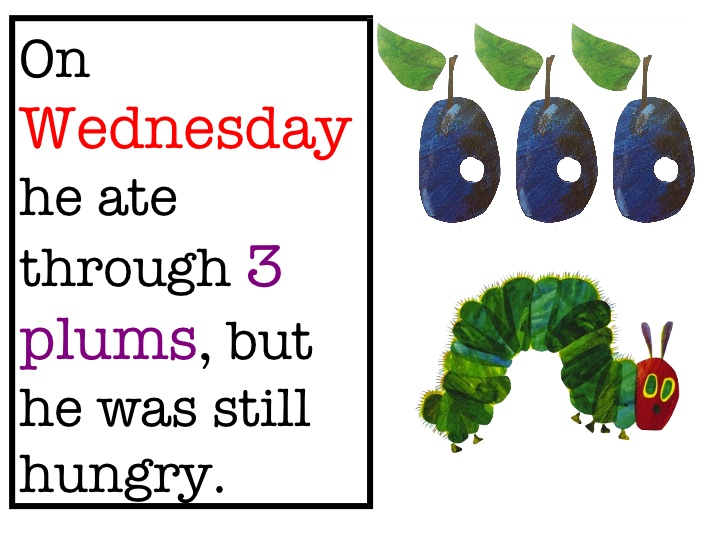 On
Wednesday
he ate
through 3
plums, but
he was still
hungry.